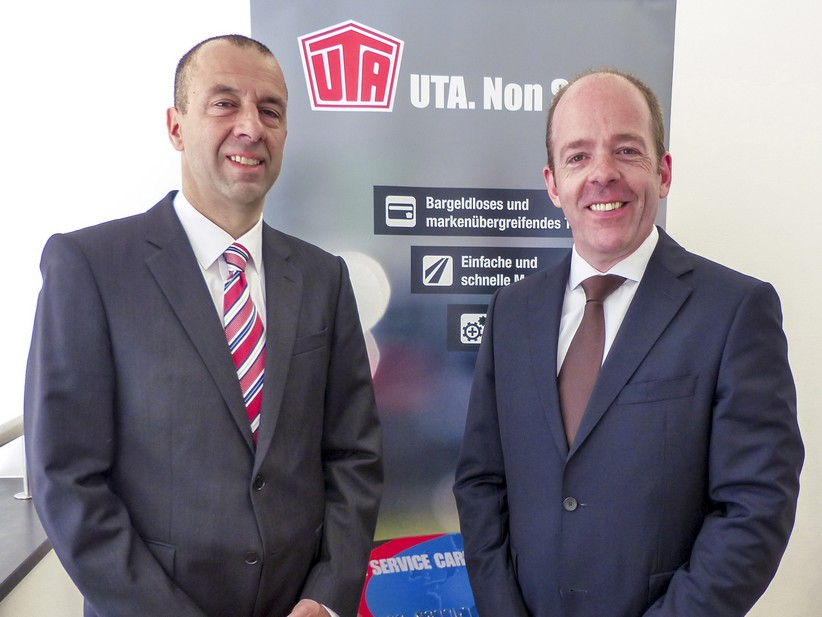 UTA
UTA. Non
Bargeldloses und
markenübergreifendes
Einfache und
schnelle
SERVICE CAR